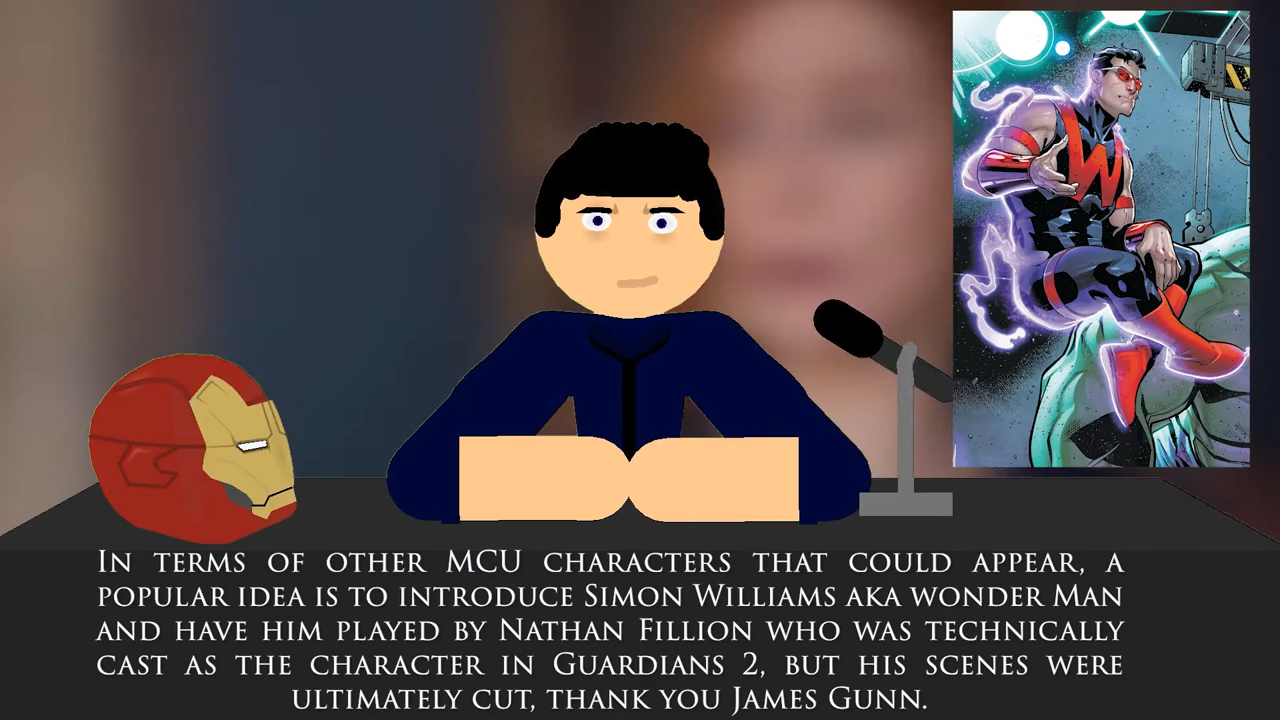 In terms of other MCU characters that could appear, a
popular idea is to introduce Simon Williams aka wonder Man
and have him played by Nathan Fillion who was technically
cast as the character in Guardians 2, but his scenes were
ultimately cut, thank you James Gunn.